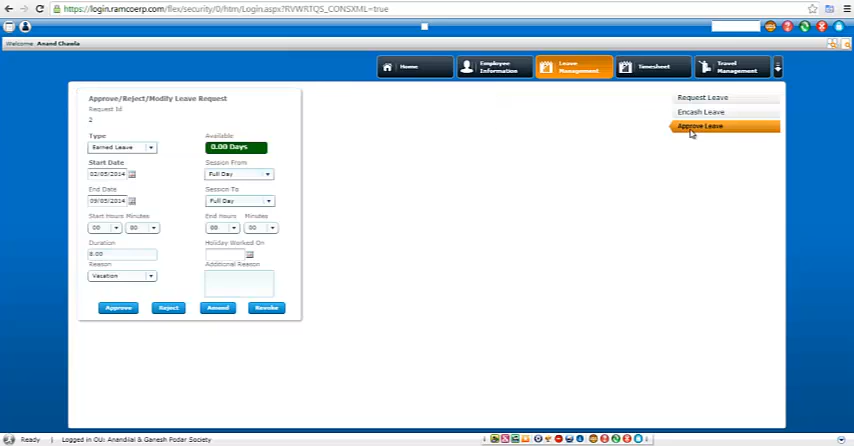 https://login.ramcoerp.com/flex/security/0/htm/Login.aspx?RVWRTQS_CONSXML=true
Welcome Anand Chawla
Home
Employee Information
Leave Management
Timesheet
Travel Management
Request Leave
Encash Leave
Approve Leave
Approve/Reject/Modify Leave Request
Request Id
2
Type Available
Earned Leave 0.00 Days
Start Date Session From
02/05/2014 Full Day
End Date Session To
09/05/2014 Full Day
Start Hours Minutes End Hours Minutes
00 00 00 00
Duration Holiday Worked On
8.00
Reason Additional Reason
Vacation
Approve Reject Amend Revoke
Ready Logged in OU: Anandilal & Ganesh Podar Society